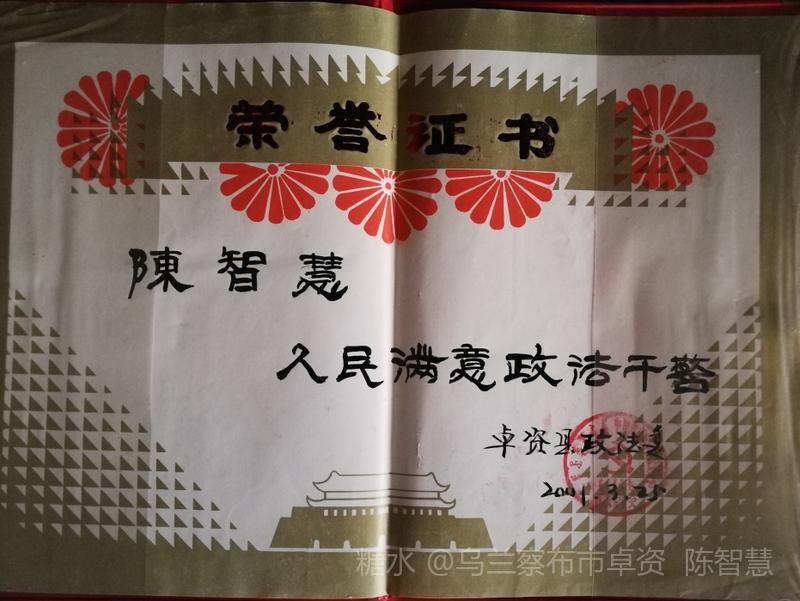 荣誉证书
陳智慧
人民满意政法干警
卓资县政法委
2001.3.25
糖水 @乌兰察布市卓资 陈智慧